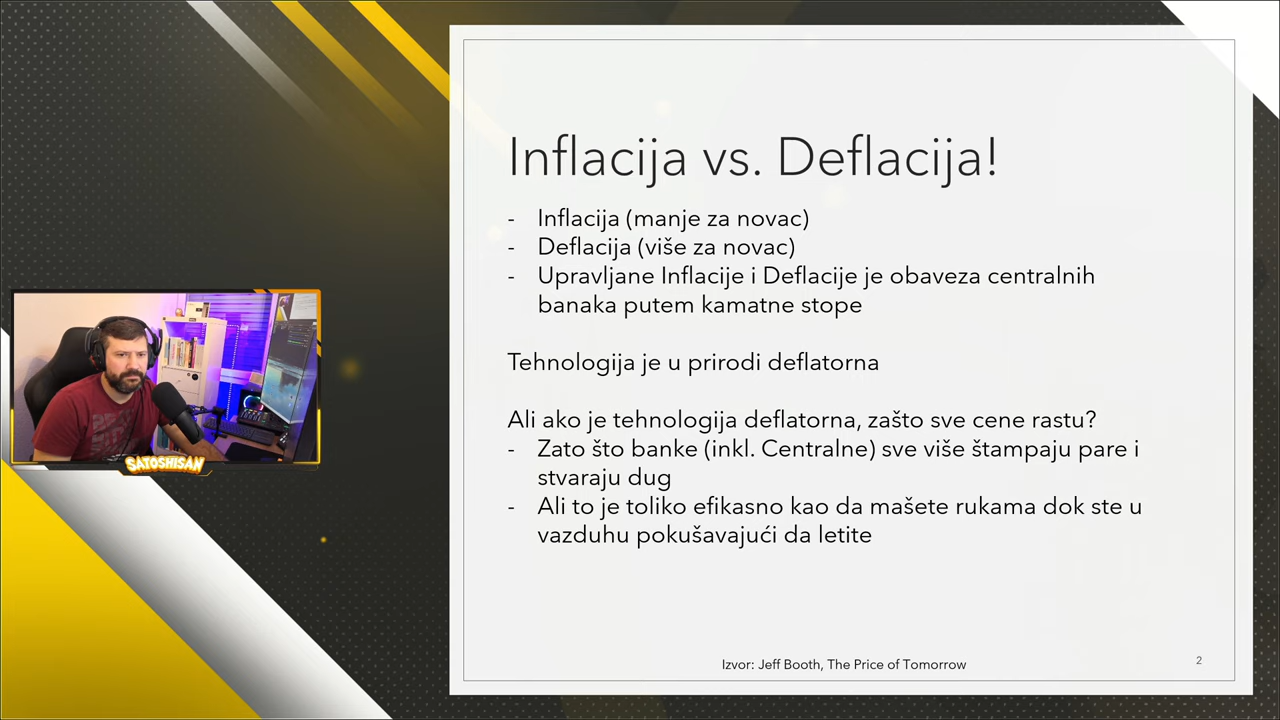 Inflacija vs. Deflacija!
- Inflacija (manje za novac)
- Deflacija (više za novac)
- Upravljane Inflacije i Deflacije je obaveza centralnih
banaka putem kamatne stope
Tehnologija je u prirodi deflatorna
Ali ako je tehnologija deflatorna, zašto sve cene rastu?
- Zato što banke (inkl. Centralne) sve više štampaju pare i
stvaraju dug
- Ali to je toliko efikasno kao da mašete rukama dok ste u
vazduhu pokušavajući da letite
Izvor: Jeff Booth, The Price of Tomorrow
2
SATOSHISAN